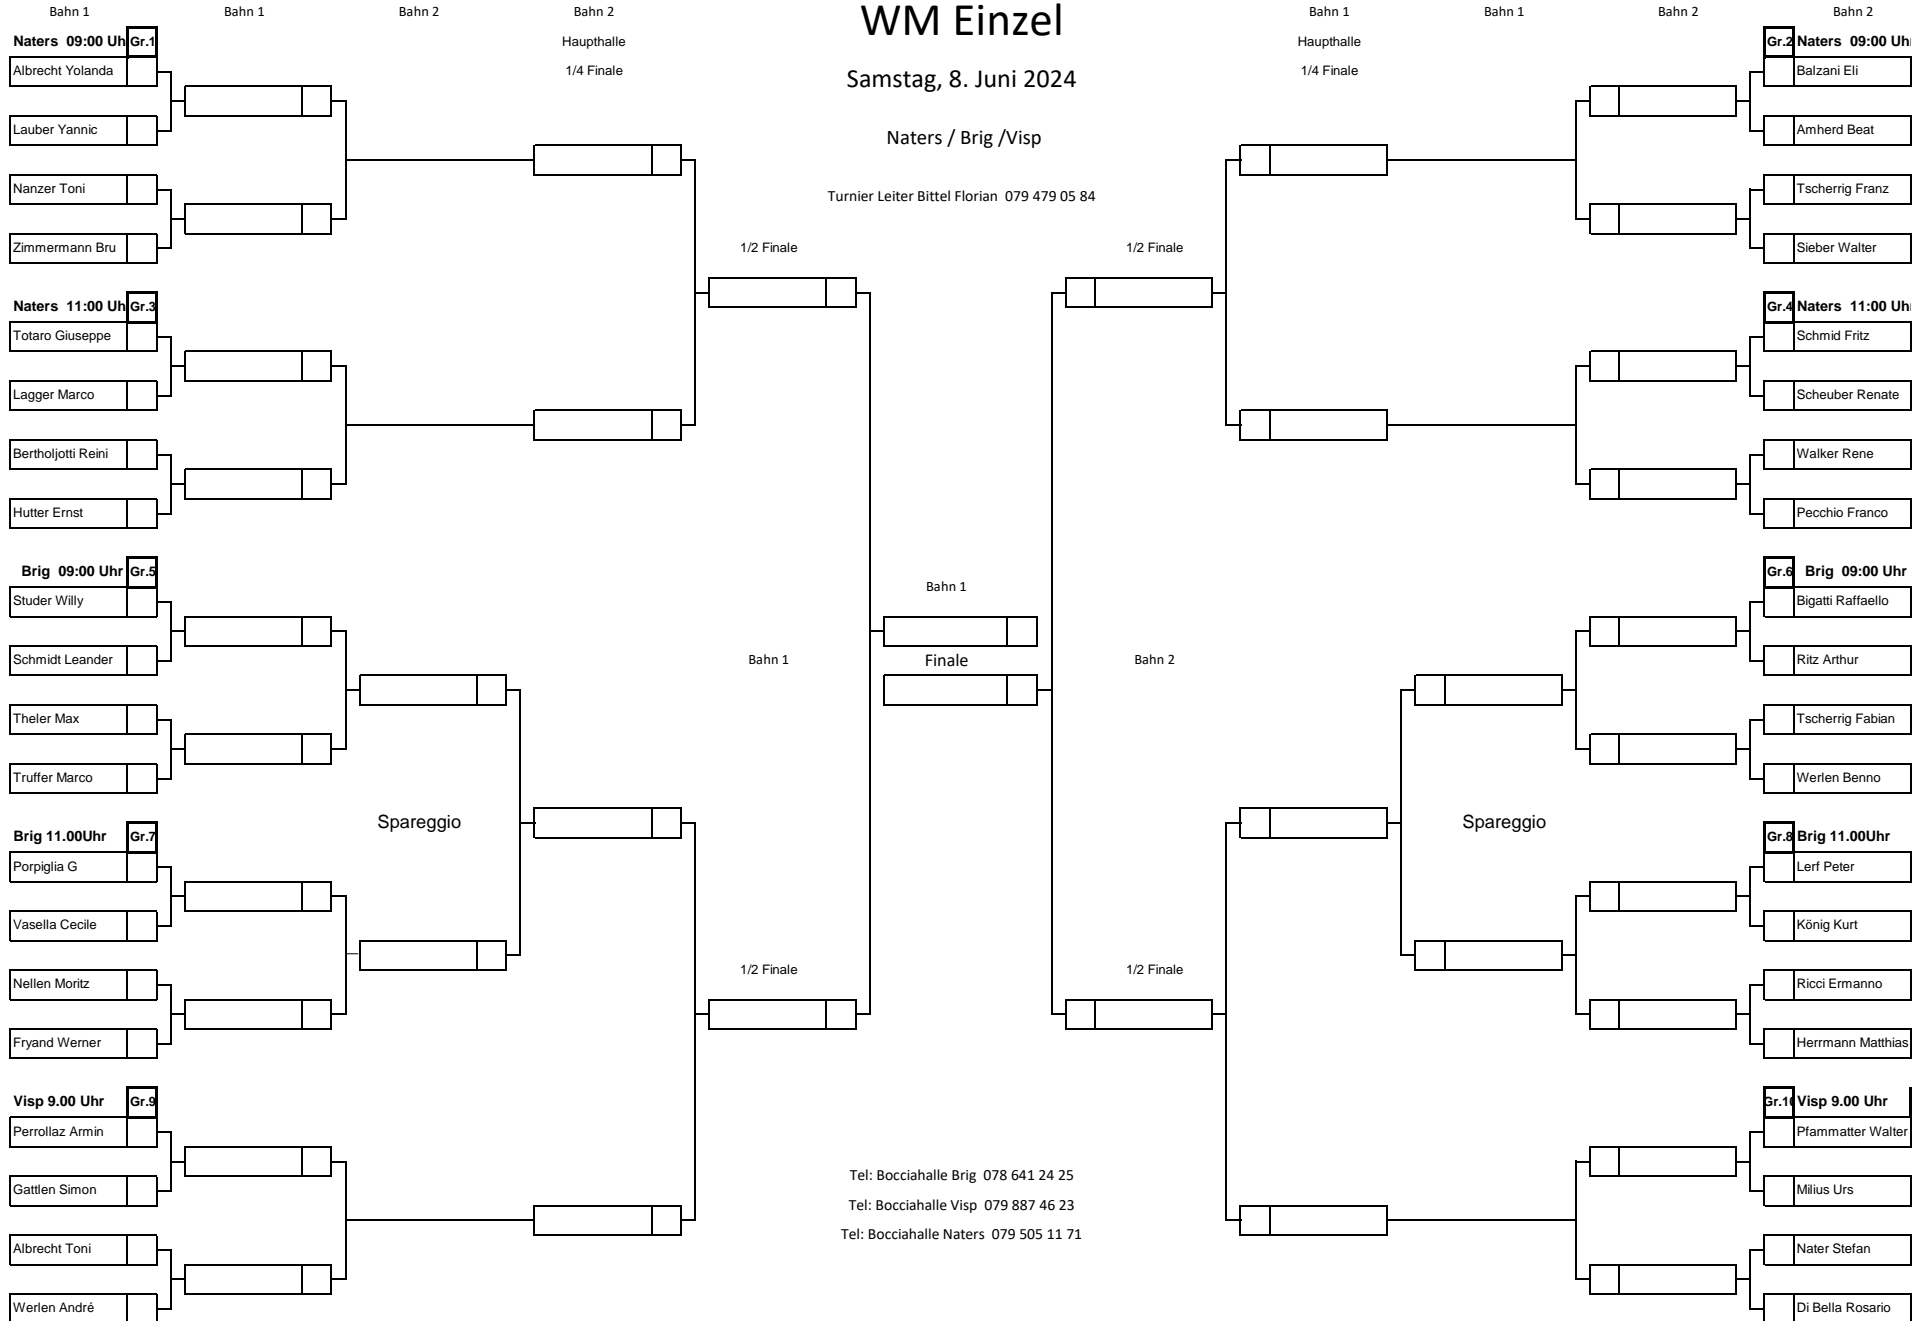 Bahn 1 Bahn 1 Bahn 2 Bahn 2 WM Einzel Bahn 1 Bahn 1 Bahn 2 Bahn 2
Naters 09:00 Uh Gr.1 Haupthalle Haupthalle Gr.2 Naters 09:00 Uh
Albrecht Yolanda 1/4 Finale Samstag, 8. Juni 2024 1/4 Finale Balzani Eli
Lauber Yannic Naters / Brig /Visp Amherd Beat
Nanzer Toni Turnier Leiter Bittel Florian 079 479 05 84 Tscherrig Franz
Zimmermann Bru 1/2 Finale 1/2 Finale Sieber Walter
Naters 11:00 Uh Gr.3 Gr.4 Naters 11:00 Uh
Totaro Giuseppe Schmid Fritz
Lagger Marco Scheuber Renate
Bertholjotti Reini Walker Rene
Hutter Ernst Pecchio Franco
Brig 09:00 Uhr Gr.5 Bahn 1 Gr.6 Brig 09:00 Uhr
Studer Willy Bigatti Raffaello
Schmidt Leander Bahn 1 Finale Bahn 2 Ritz Arthur
Theler Max Tscherrig Fabian
Truffer Marco Werlen Benno
Spareggio Spareggio
Brig 11.00Uhr Gr.7 Gr.8 Brig 11.00Uhr
Porpiglia G Lerf Peter
Vasella Cecile König Kurt
Nellen Moritz 1/2 Finale 1/2 Finale Ricci Ermanno
Fryand Werner Herrmann Matthias
Visp 9.00 Uhr Gr.9 Gr.10 Visp 9.00 Uhr
Perrollaz Armin Pfammatter Walter
Tel: Bocciahalle Brig 078 641 24 25
Gattlen Simon Tel: Bocciahalle Visp 079 887 46 23 Milius Urs
Tel: Bocciahalle Naters 079 505 11 71
Albrecht Toni Nater Stefan
Werlen André Di Bella Rosario